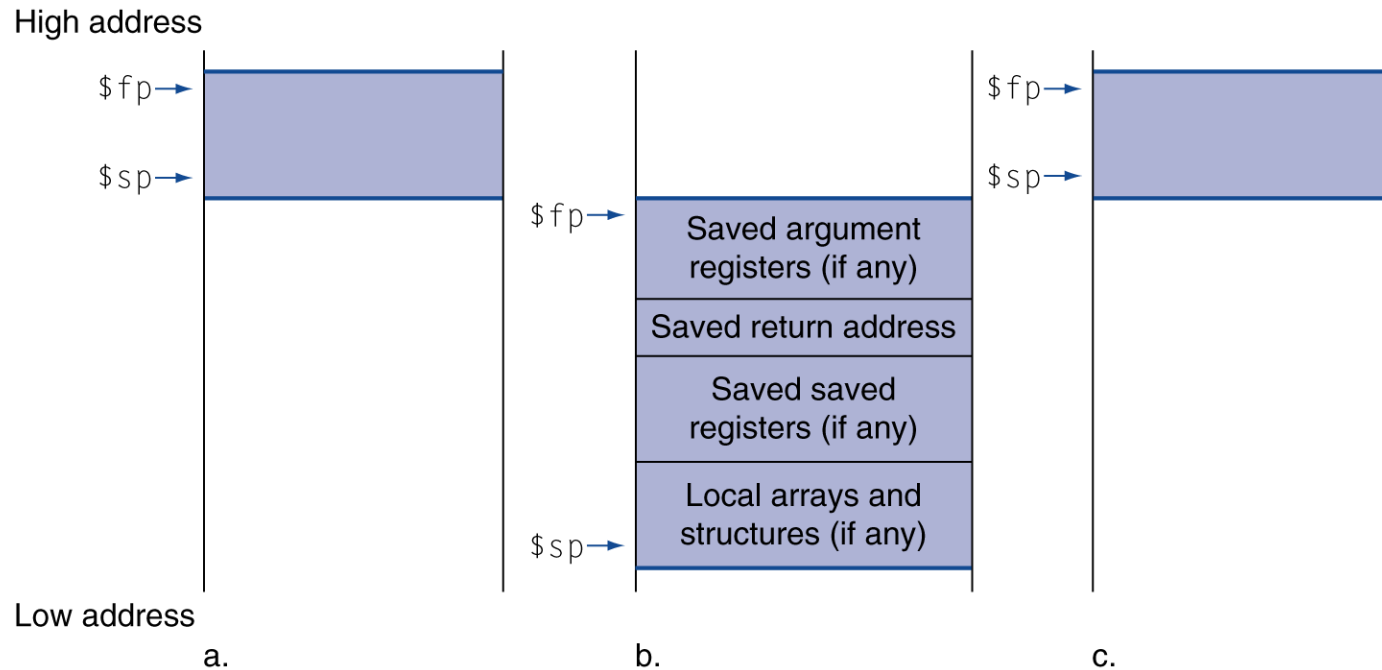 High address
$fp
$sp
$fp
$sp
$fp
Saved argument
registers (if any)
Saved return address
Saved saved
registers (if any)
Local arrays and
structures (if any)
$sp
Low address
a.
b.
c.